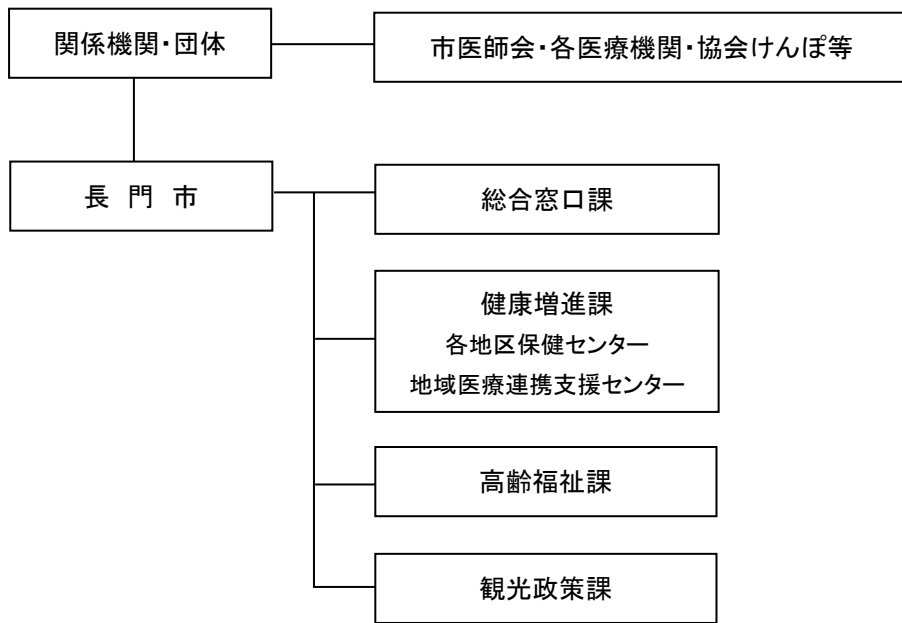 関係機関・団体
市医師会・各医療機関・協会けんぽ等
長 門 市
総合窓口課
健康増進課
各地区保健センター
地域医療連携支援センター
高齢福祉課
観光政策課